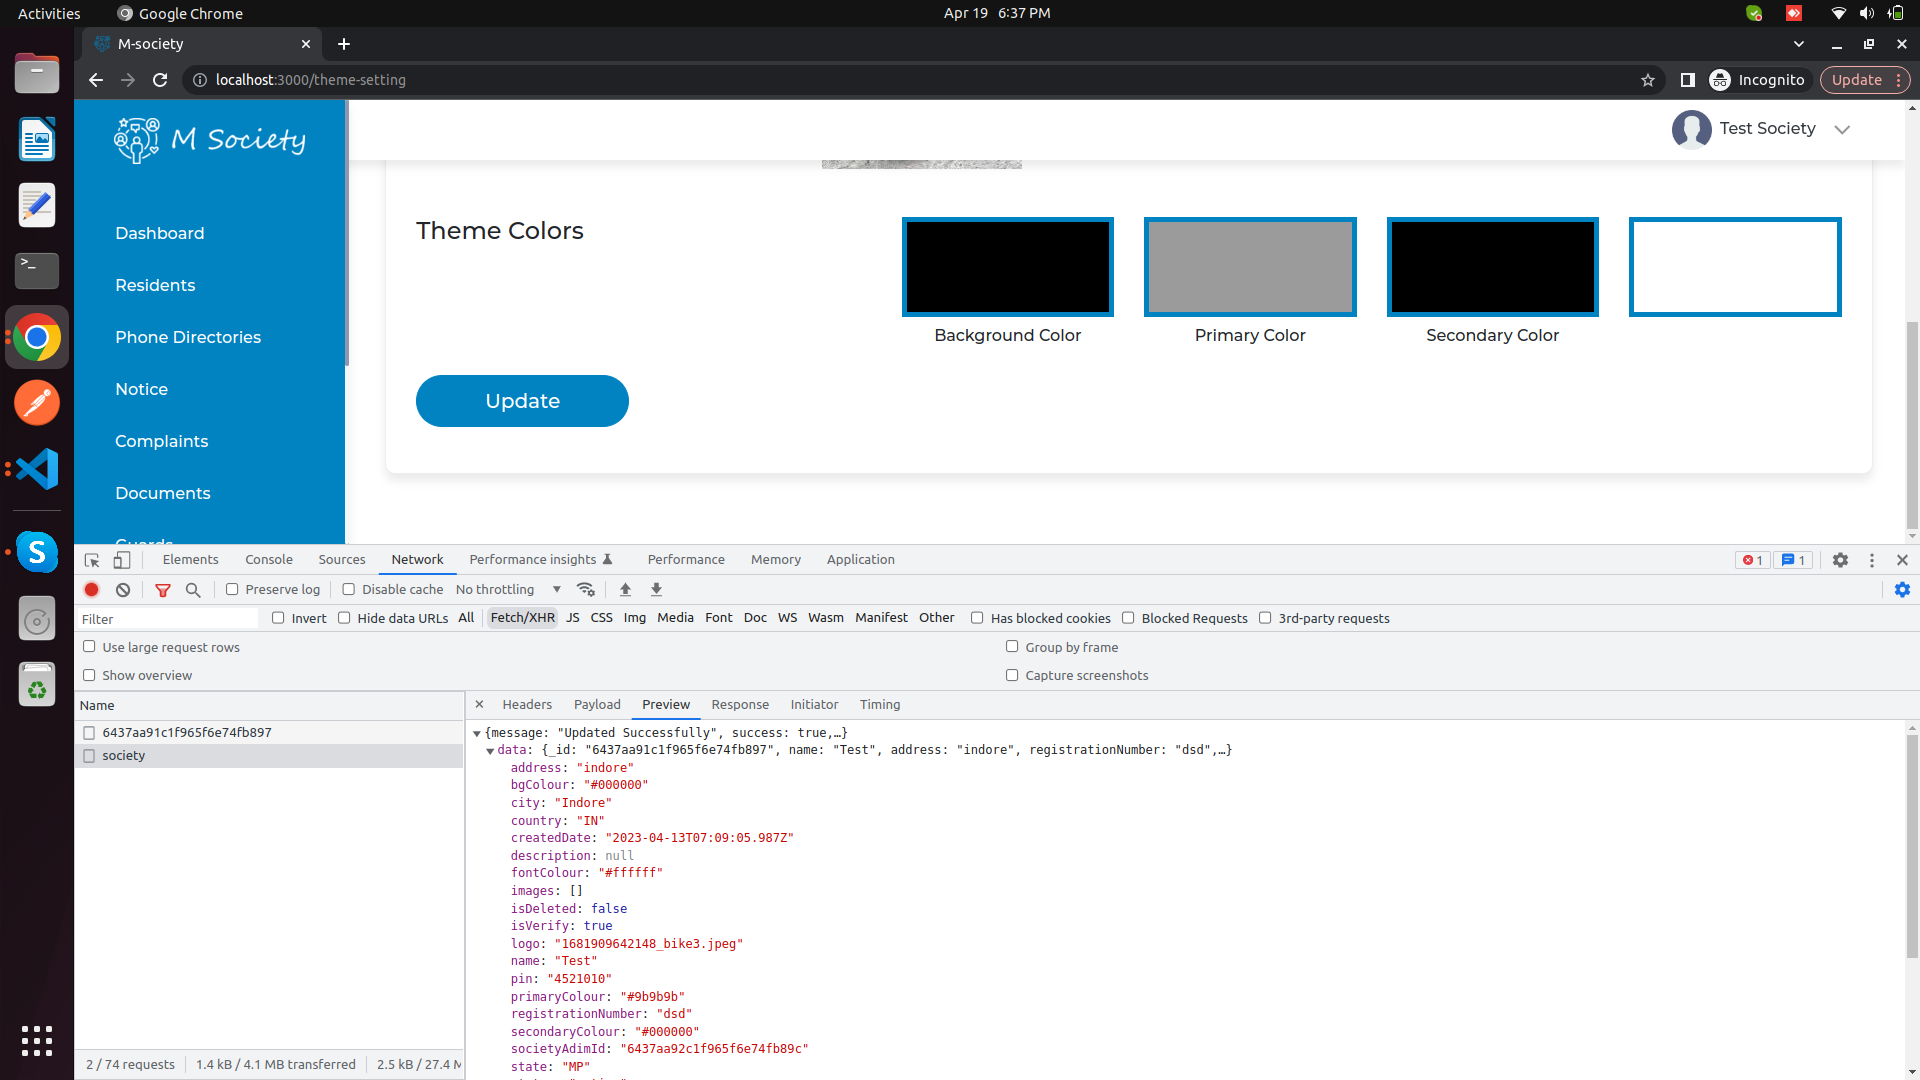 Activities
Google Chrome
Apr 19 6:37 PM
M-society
localhost:3000/theme-setting
Incognito
Update
M Society
Test Society
Dashboard
Residents
Phone Directories
Notice
Complaints
Documents
Guards
Theme Colors
Background Color
Primary Color
Secondary Color
Update
Elements Console Sources Network Performance insights Performance Memory Application
1 1
Preserve log Disable cache No throttling
Filter Invert Hide data URLs All Fetch/XHR JS CSS Img Media Font Doc WS Wasm Manifest Other Has blocked cookies Blocked Requests 3rd-party requests
Use large request rows Group by frame
Show overview Capture screenshots
Name
6437aa91c1f965f6e74fb897
society
2 / 74 requests 1.4 kB / 4.1 MB transferred 2.5 kB / 27.4 M
Headers Payload Preview Response Initiator Timing
{message: "Updated Successfully", success: true,…}
data: {_id: "6437aa91c1f965f6e74fb897", name: "Test", address: "indore", registrationNumber: "dsd",…}
address: "indore"
bgColour: "#000000"
city: "Indore"
country: "IN"
createdDate: "2023-04-13T07:09:05.987Z"
description: null
fontColour: "#ffffff"
images: []
isDeleted: false
isVerify: true
logo: "1681909642148_bike3.jpeg"
name: "Test"
pin: "4521010"
primaryColour: "#9b9b9b"
registrationNumber: "dsd"
secondaryColour: "#000000"
societyAdimId: "6437aa92c1f965f6e74fb89c"
state: "MP"